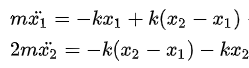 mẍ₁ = −kx₁ + k(x₂ − x₁)
2mẍ₂ = −k(x₂ − x₁) − kx₂